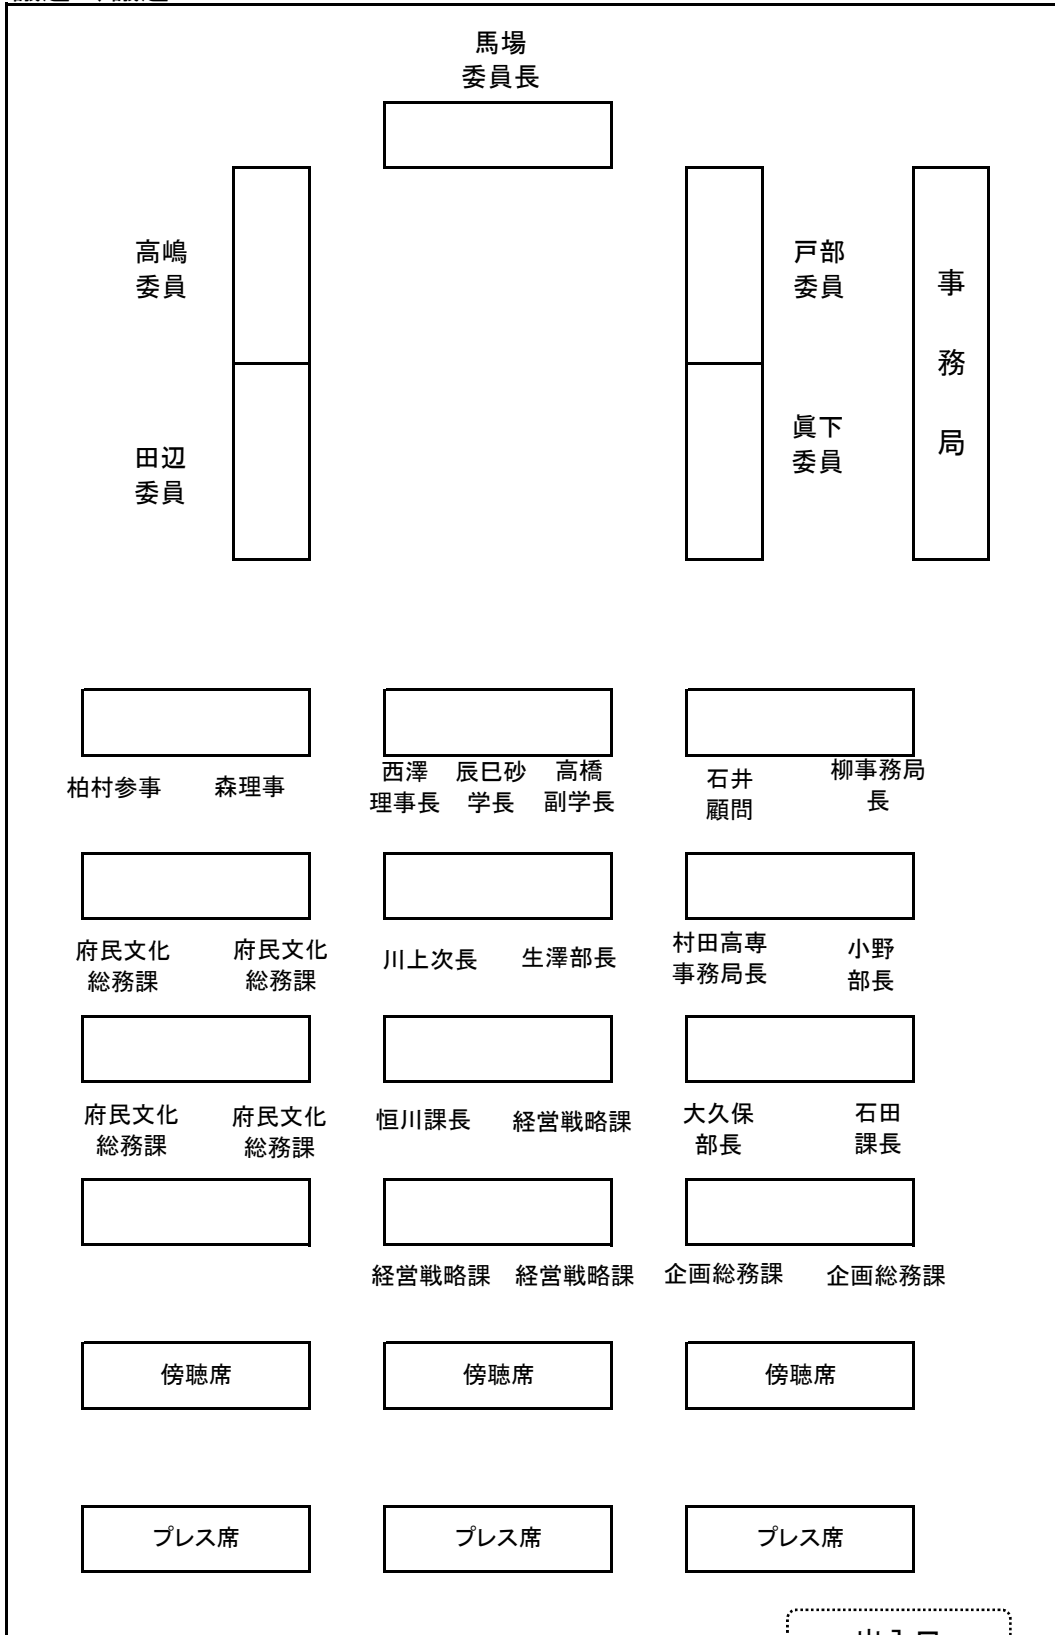 馬場
委員長
高嶋
委員
戸部
委員
事
務
局
田辺
委員
眞下
委員
柏村参事
森理事
西澤
理事長
辰巳砂
学長
高橋
副学長
石井
顧問
柳事務局
長
府民文化
総務課
府民文化
総務課
川上次長
生澤部長
村田高専
事務局長
小野
部長
府民文化
総務課
府民文化
総務課
恒川課長
経営戦略課
大久保
部長
石田
課長
経営戦略課
経営戦略課
企画総務課
企画総務課
傍聴席
傍聴席
傍聴席
プレス席
プレス席
プレス席
出入口